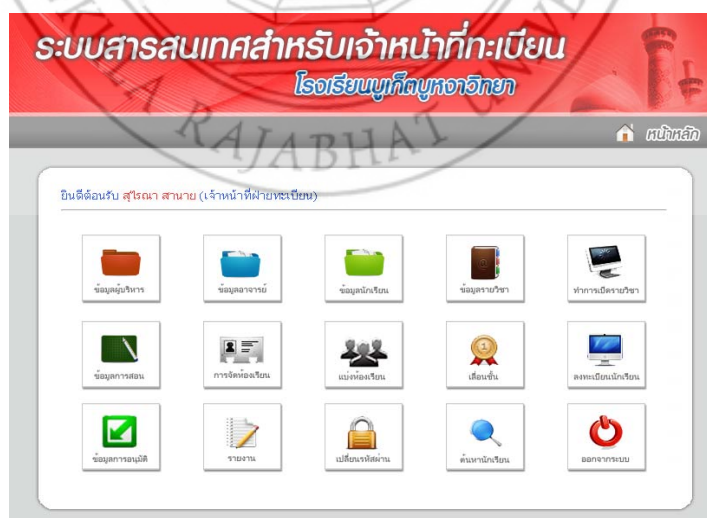 ระบบสารสนเทศสำหรับเจ้าหน้าที่ทะเบียน
โรงเรียนบูเก็ตบูหงาวิทยา
RAJABHAT
หน้าหลัก
ยินดีต้อนรับ สุไรณา สานาย (เจ้าหน้าที่ฝ่ายทะเบียน)
ข้อมูลผู้บริหาร
ข้อมูลอาจารย์
ข้อมูลนักเรียน
ข้อมูลรายวิชา
ทำการเปิดรายวิชา
ข้อมูลการสอน
การจัดห้องเรียน
แบ่งห้องเรียน
เลื่อนชั้น
ลงทะเบียนนักเรียน
ข้อมูลการอนุมัติ
รายงาน
เปลี่ยนรหัสผ่าน
ค้นหานักเรียน
ออกจากระบบ